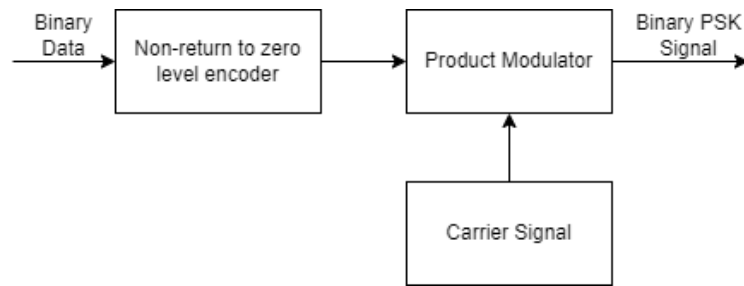 Binary
Data
Non-return to zero
level encoder
Product Modulator
Binary PSK
Signal
Carrier Signal